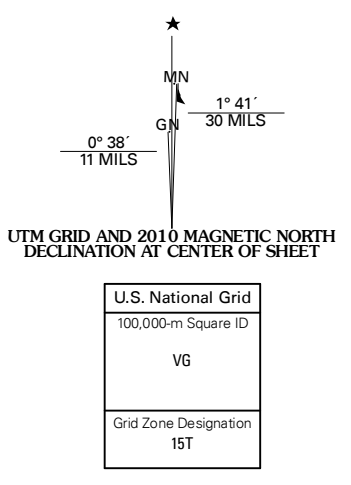 MN
1° 41´
30 MILS
GN
0° 38´
11 MILS
UTM GRID AND 2010 MAGNETIC NORTH
DECLINATION AT CENTER OF SHEET
U.S. National Grid
100,000-m Square ID
VG
Grid Zone Designation
15T